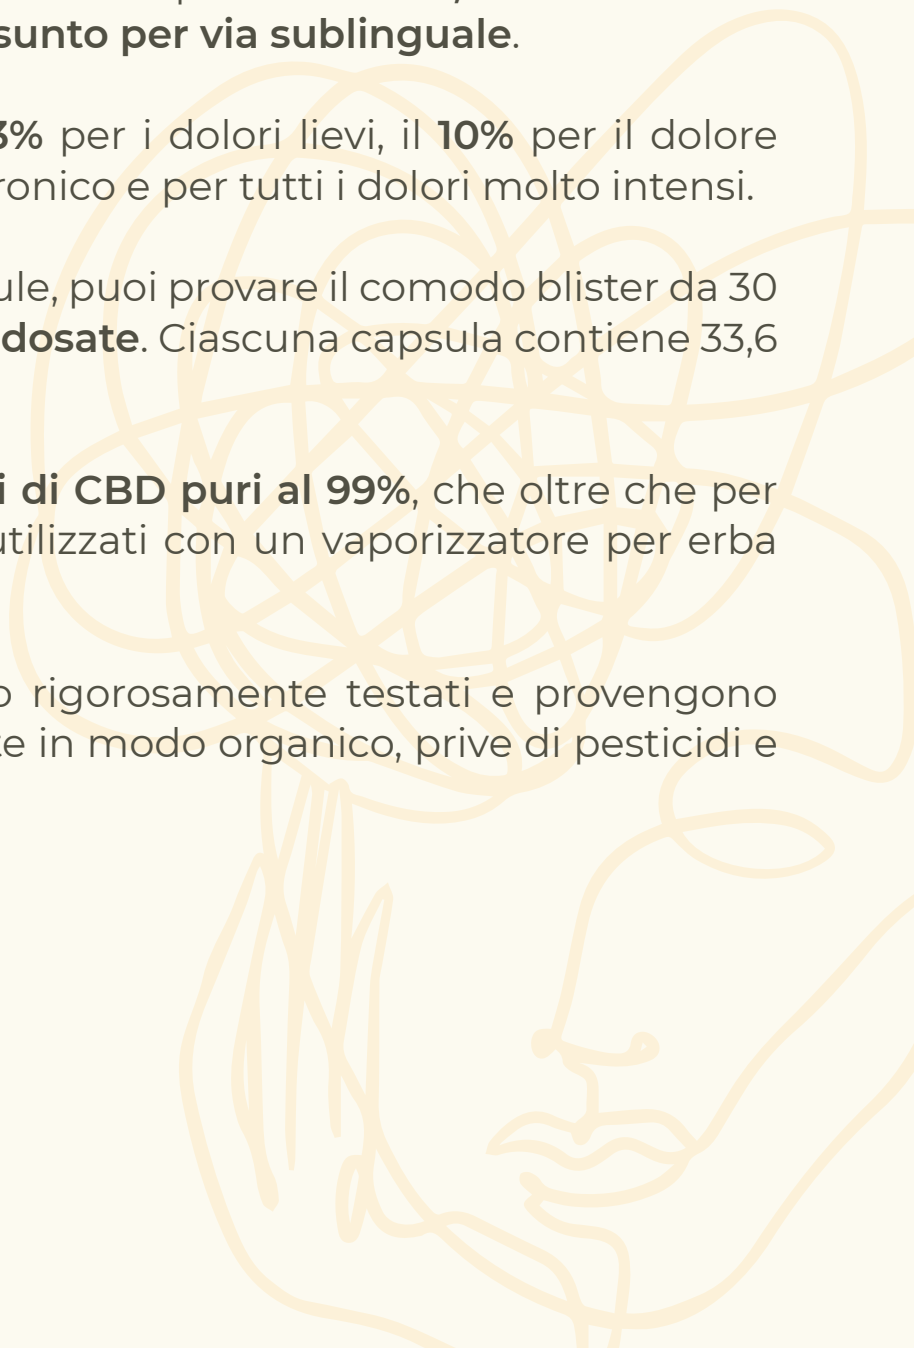 sunto per via sublinguale.
3% per i dolori lievi, il 10% per il dolore
ronico e per tutti i dolori molto intensi.
ule, puoi provare il comodo blister da 30
dosate. Ciascuna capsula contiene 33,6
i di CBD puri al 99%, che oltre che per
utilizzati con un vaporizzatore per erba
o rigorosamente testati e provengono
te in modo organico, prive di pesticidi e